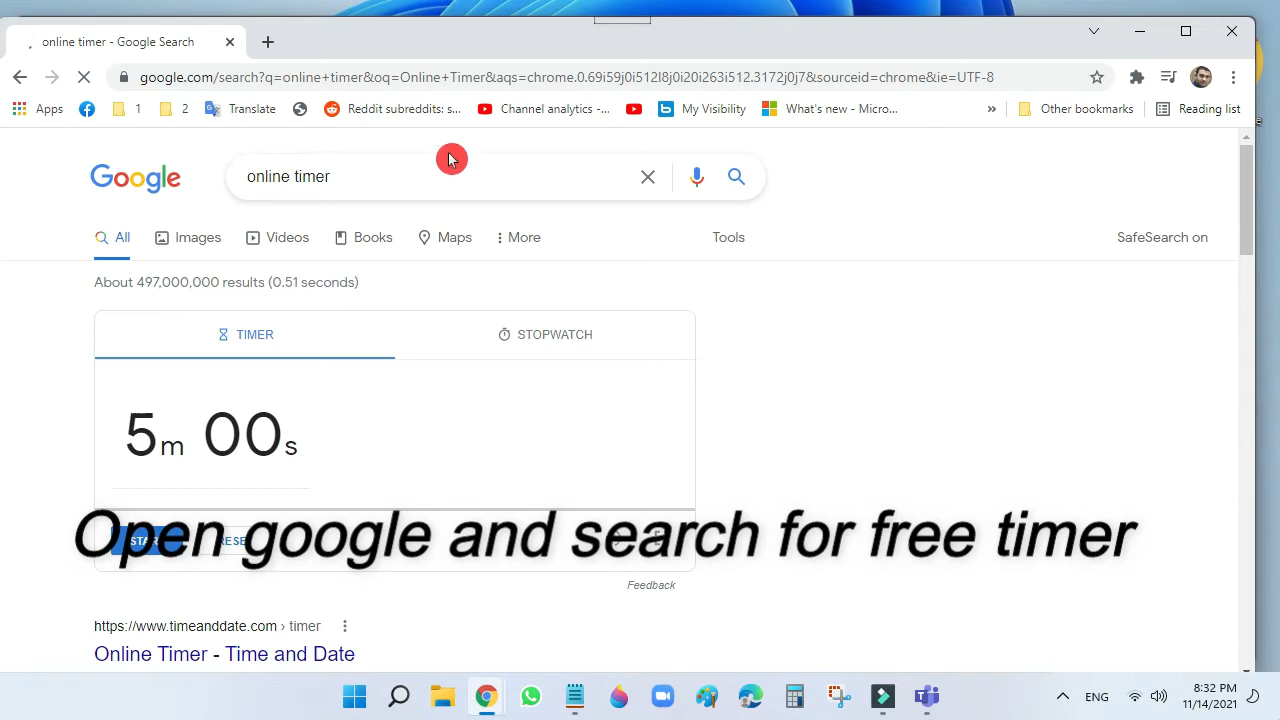 online timer - Google Search
google.com/search?q=online+timer&oq=Online+Timer&aqs=chrome.0.69i59j0i512l8j0i20i263i512.3172j0j7&sourceid=chrome&ie=UTF-8
Apps 1 2 Translate Reddit subreddits: s... Channel analytics -... My Visibility What's new - Micro... » Other bookmarks Reading list
Google online timer
All Images Videos Books Maps More Tools SafeSearch on
About 497,000,000 results (0.51 seconds)
TIMER STOPWATCH
5m 00s
Open google and search for free timer
Feedback
https://www.timeanddate.com › timer
Online Timer - Time and Date
ENG 8:32 PM
11/14/2021